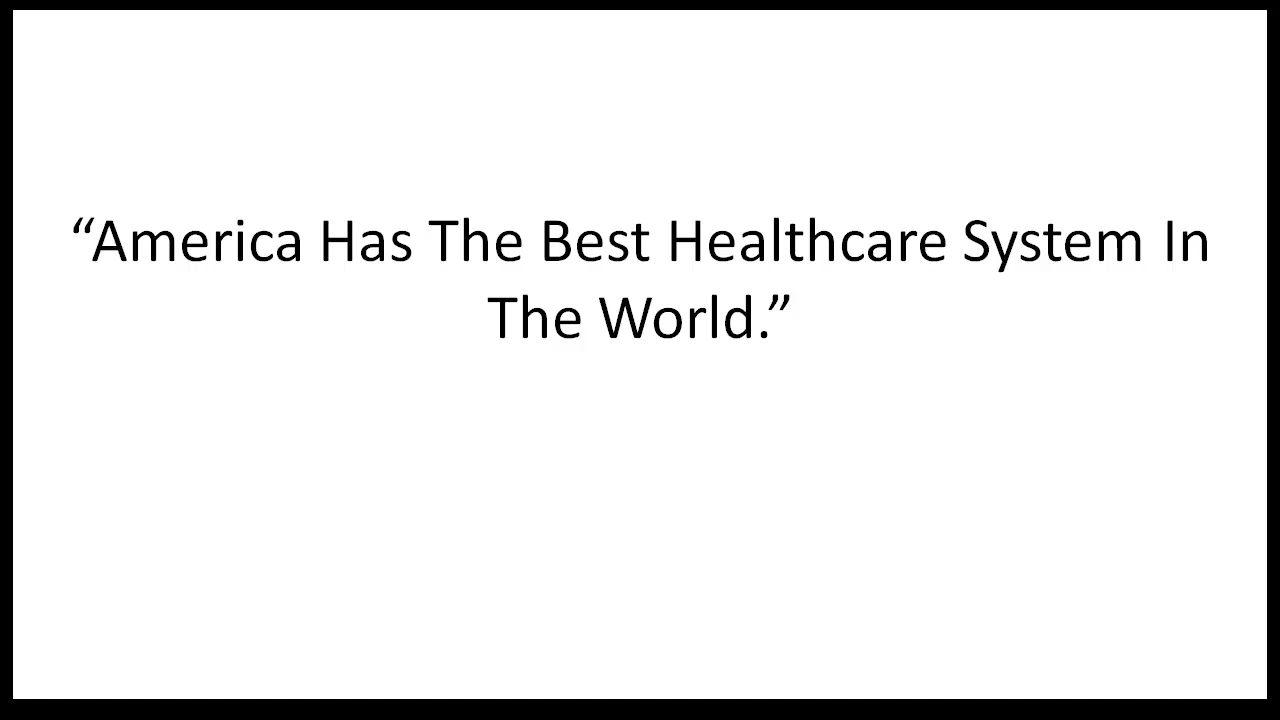 “America Has The Best Healthcare System In
The World.”